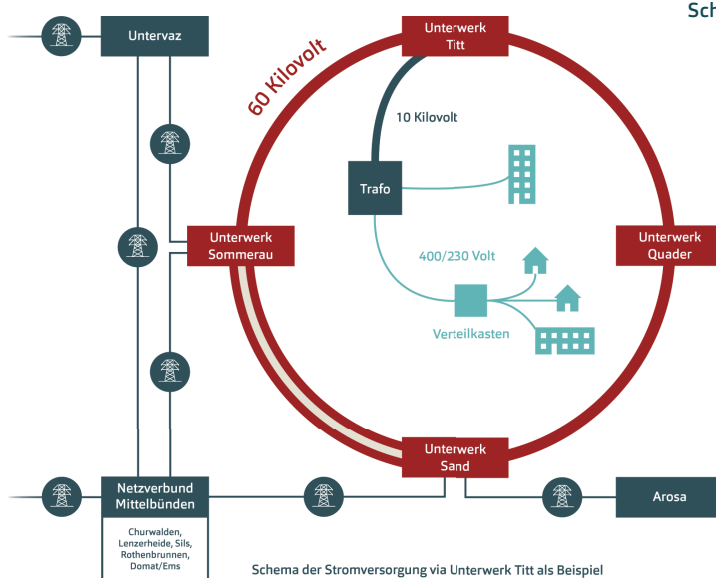 Sch
Untervaz
Unterwerk
Titt
60 Kilovolt
10 Kilovolt
Trafo
Unterwerk
Sommerau
Unterwerk
Quader
400/230 Volt
Verteilkasten
Unterwerk
Sand
Netzverbund
Mittelbünden
Arosa
Churwalden,
Lenzerheide, Sils,
Rothenbrunnen,
Domat/Ems
Schema der Stromversorgung via Unterwerk Titt als Beispiel